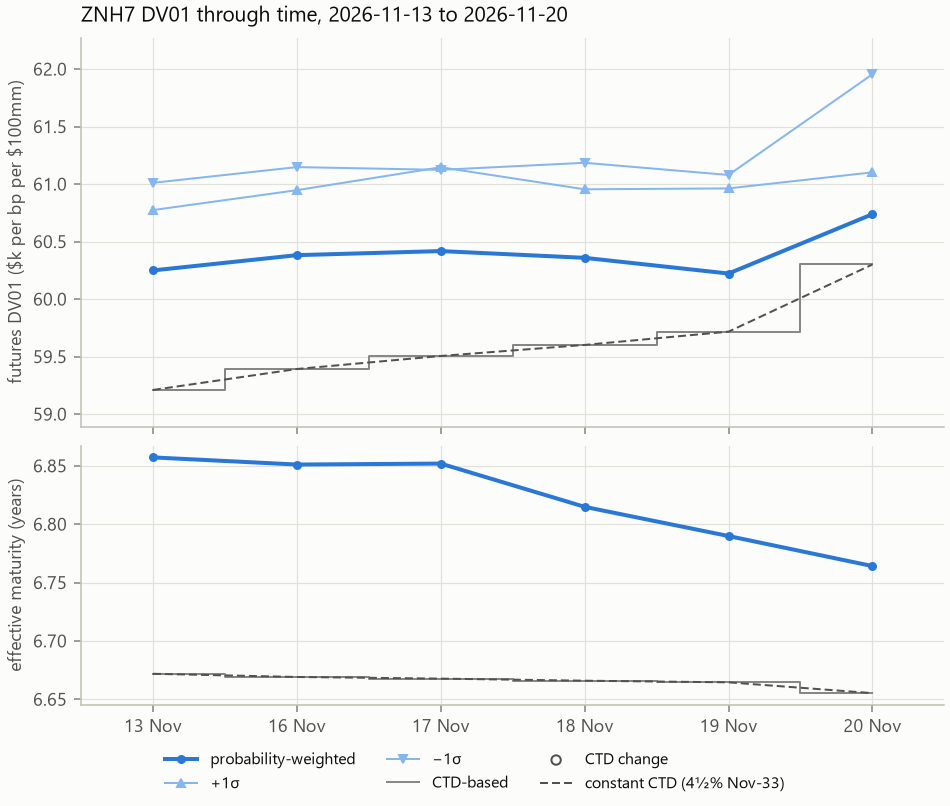 ZNH7 DV01 through time, 2026-11-13 to 2026-11-20
futures DV01 ($k per bp per $100mm)
62.0
61.5
61.0
60.5
60.0
59.5
59.0
effective maturity (years)
6.85
6.80
6.75
6.70
6.65
13 Nov
16 Nov
17 Nov
18 Nov
19 Nov
20 Nov
probability-weighted
+1σ
−1σ
CTD-based
CTD change
constant CTD (4½% Nov-33)